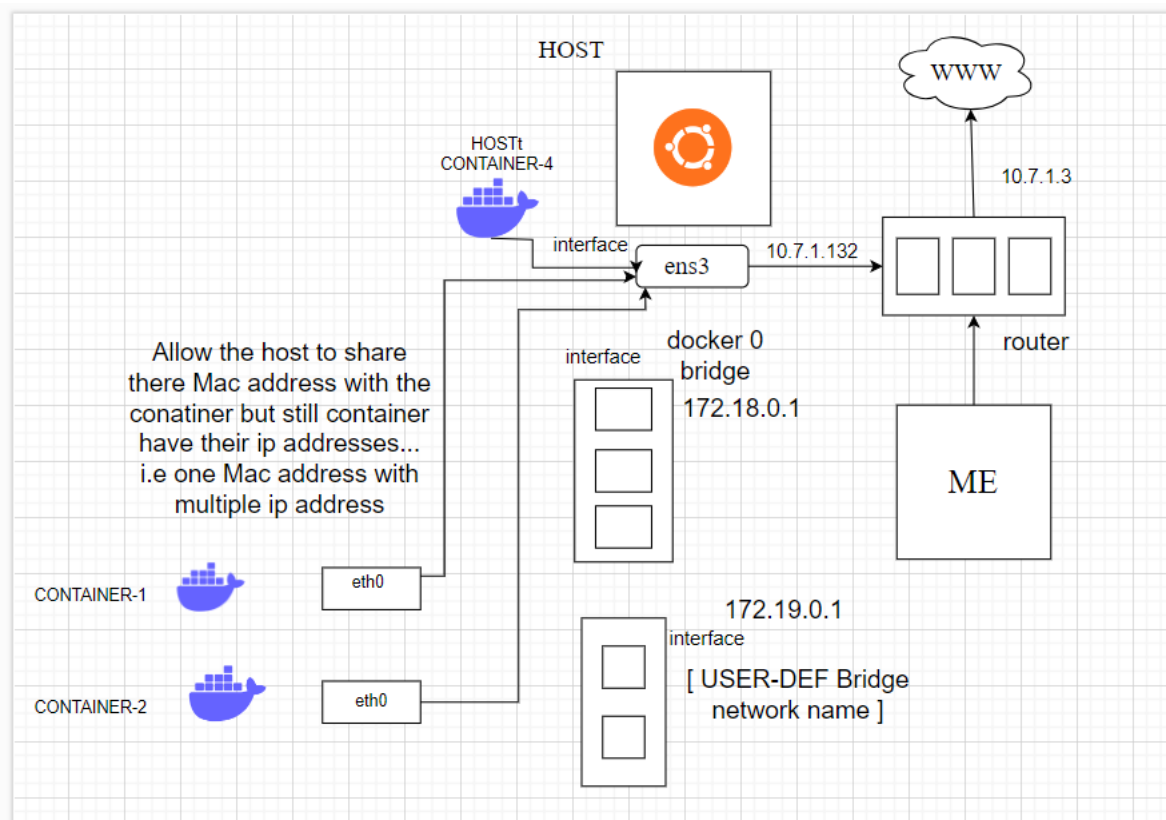 HOST
WWW
HOSTt
CONTAINER-4
10.7.1.3
interface
ens3
10.7.1.132
router
docker 0
bridge
interface
172.18.0.1
Allow the host to share
there Mac address with the
conatiner but still container
have their ip addresses...
i.e one Mac address with
multiple ip address
ME
CONTAINER-1
eth0
172.19.0.1
interface
[ USER-DEF Bridge
network name ]
CONTAINER-2
eth0